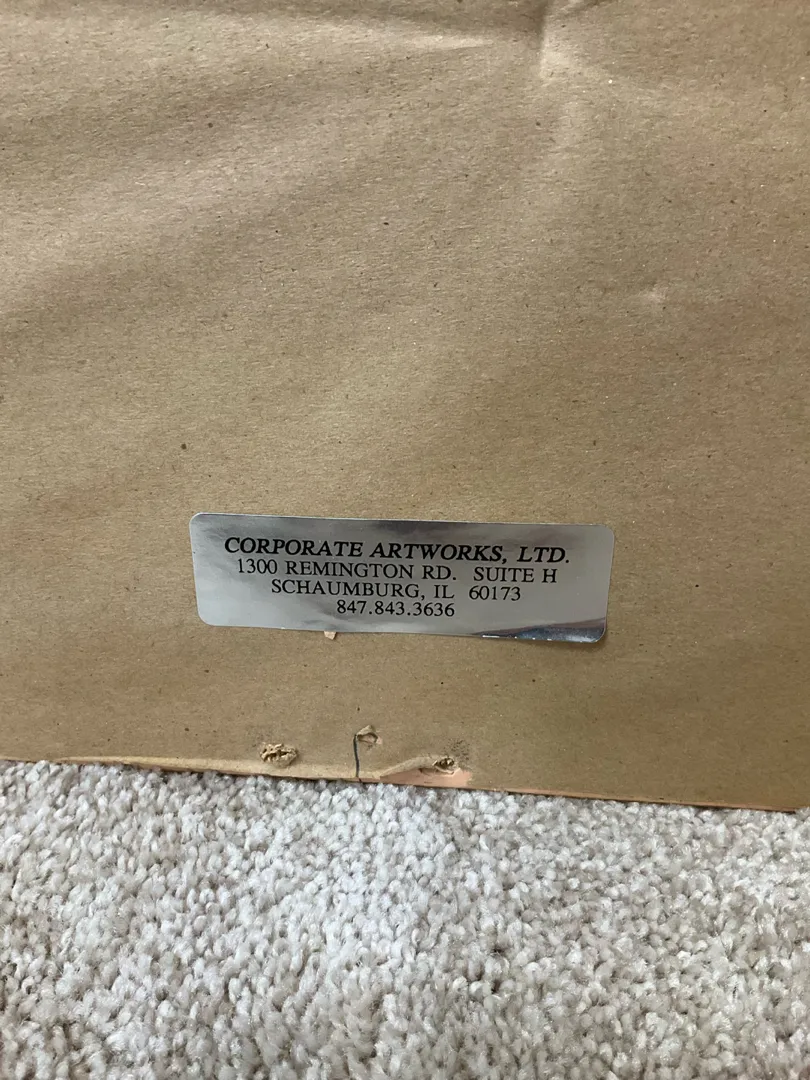 CORPORATE ARTWORKS, LTD.
1300 REMINGTON RD. SUITE H
SCHAUMBURG, IL 60173
847.843.3636